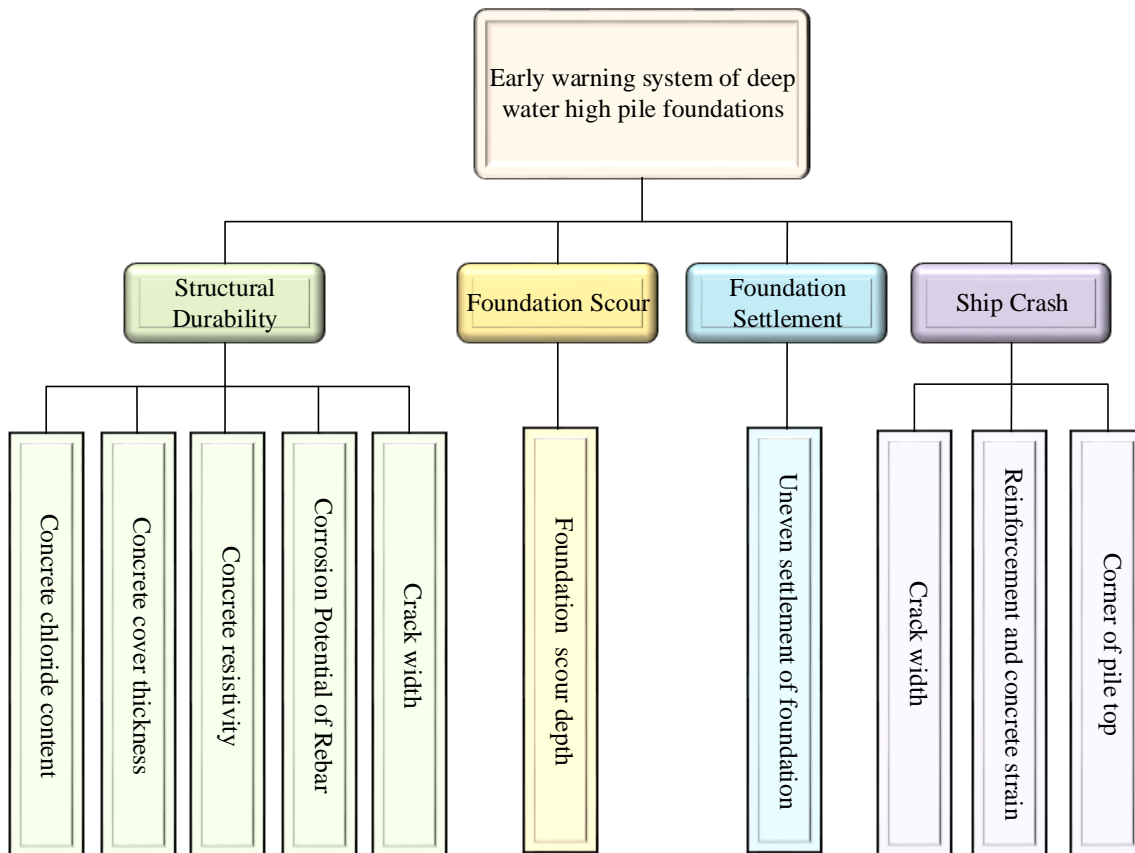 Early warning system of deep
water high pile foundations
Structural
Durability
Foundation Scour
Foundation
Settlement
Ship Crash
Concrete chloride content
Concrete cover thickness
Concrete resistivity
Corrosion Potential of Rebar
Crack width
Foundation scour depth
Uneven settlement of foundation
Crack width
Reinforcement and concrete strain
Corner of pile top